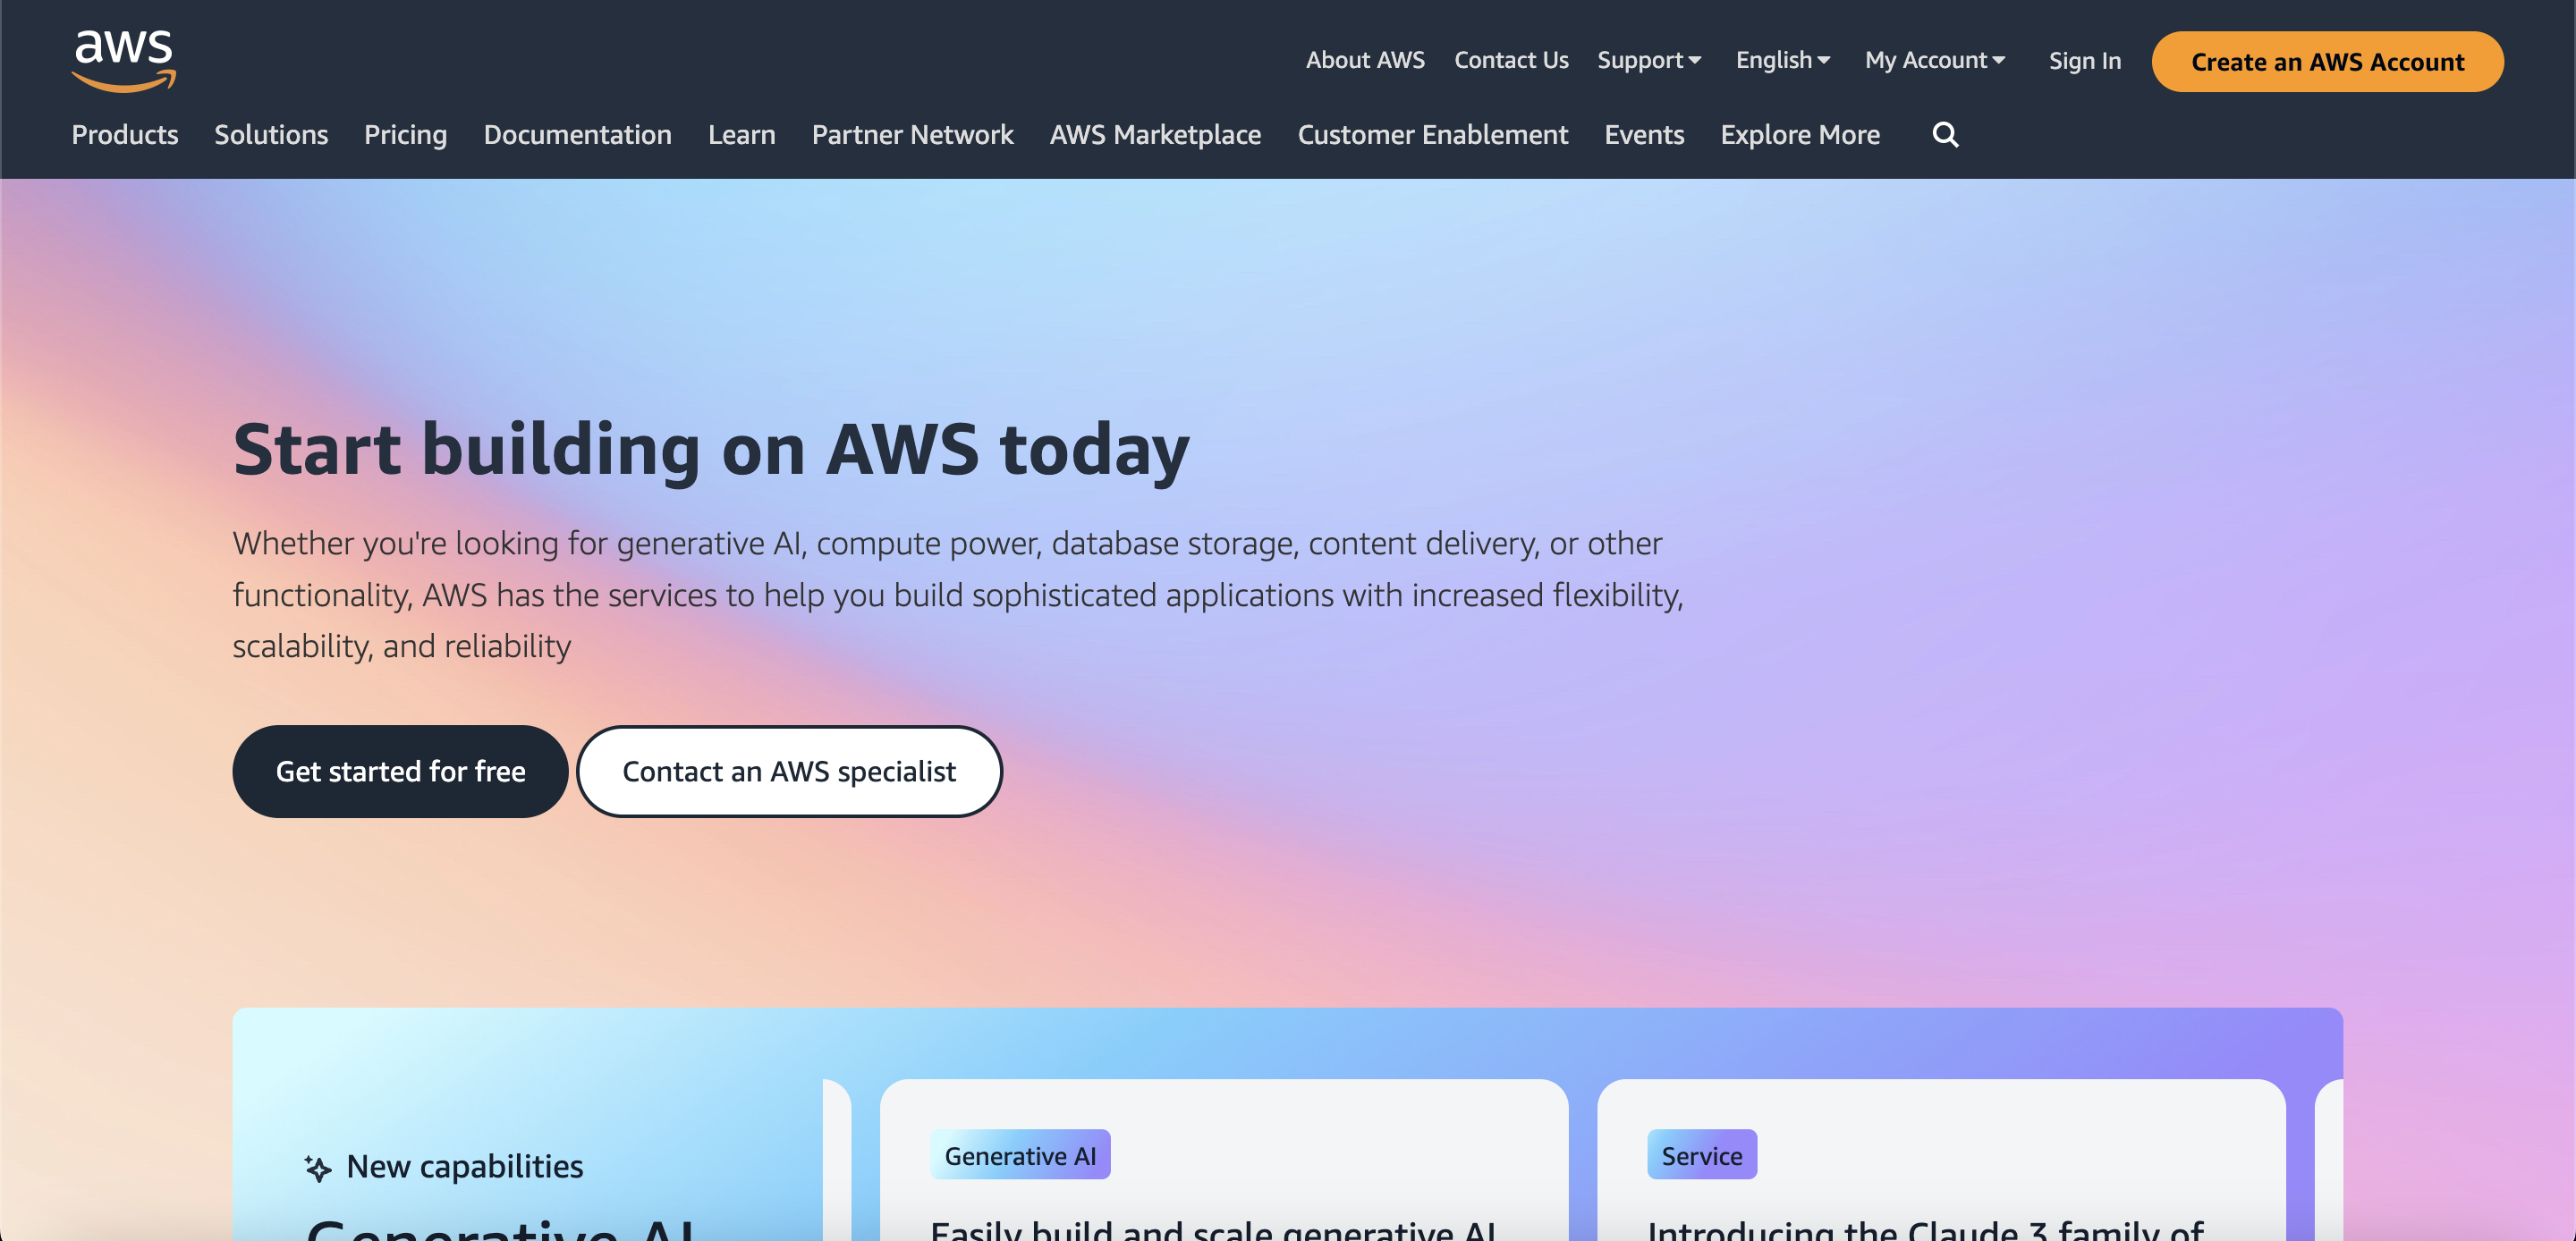 aws
About AWS Contact Us Support English My Account Sign In Create an AWS Account
Products Solutions Pricing Documentation Learn Partner Network AWS Marketplace Customer Enablement Events Explore More
Start building on AWS today
Whether you're looking for generative AI, compute power, database storage, content delivery, or other
functionality, AWS has the services to help you build sophisticated applications with increased flexibility,
scalability, and reliability
Get started for free Contact an AWS specialist
New capabilities
Generative AI
Generative AI
Easily build and scale generative AI
Service
Introducing the Claude 3 family of